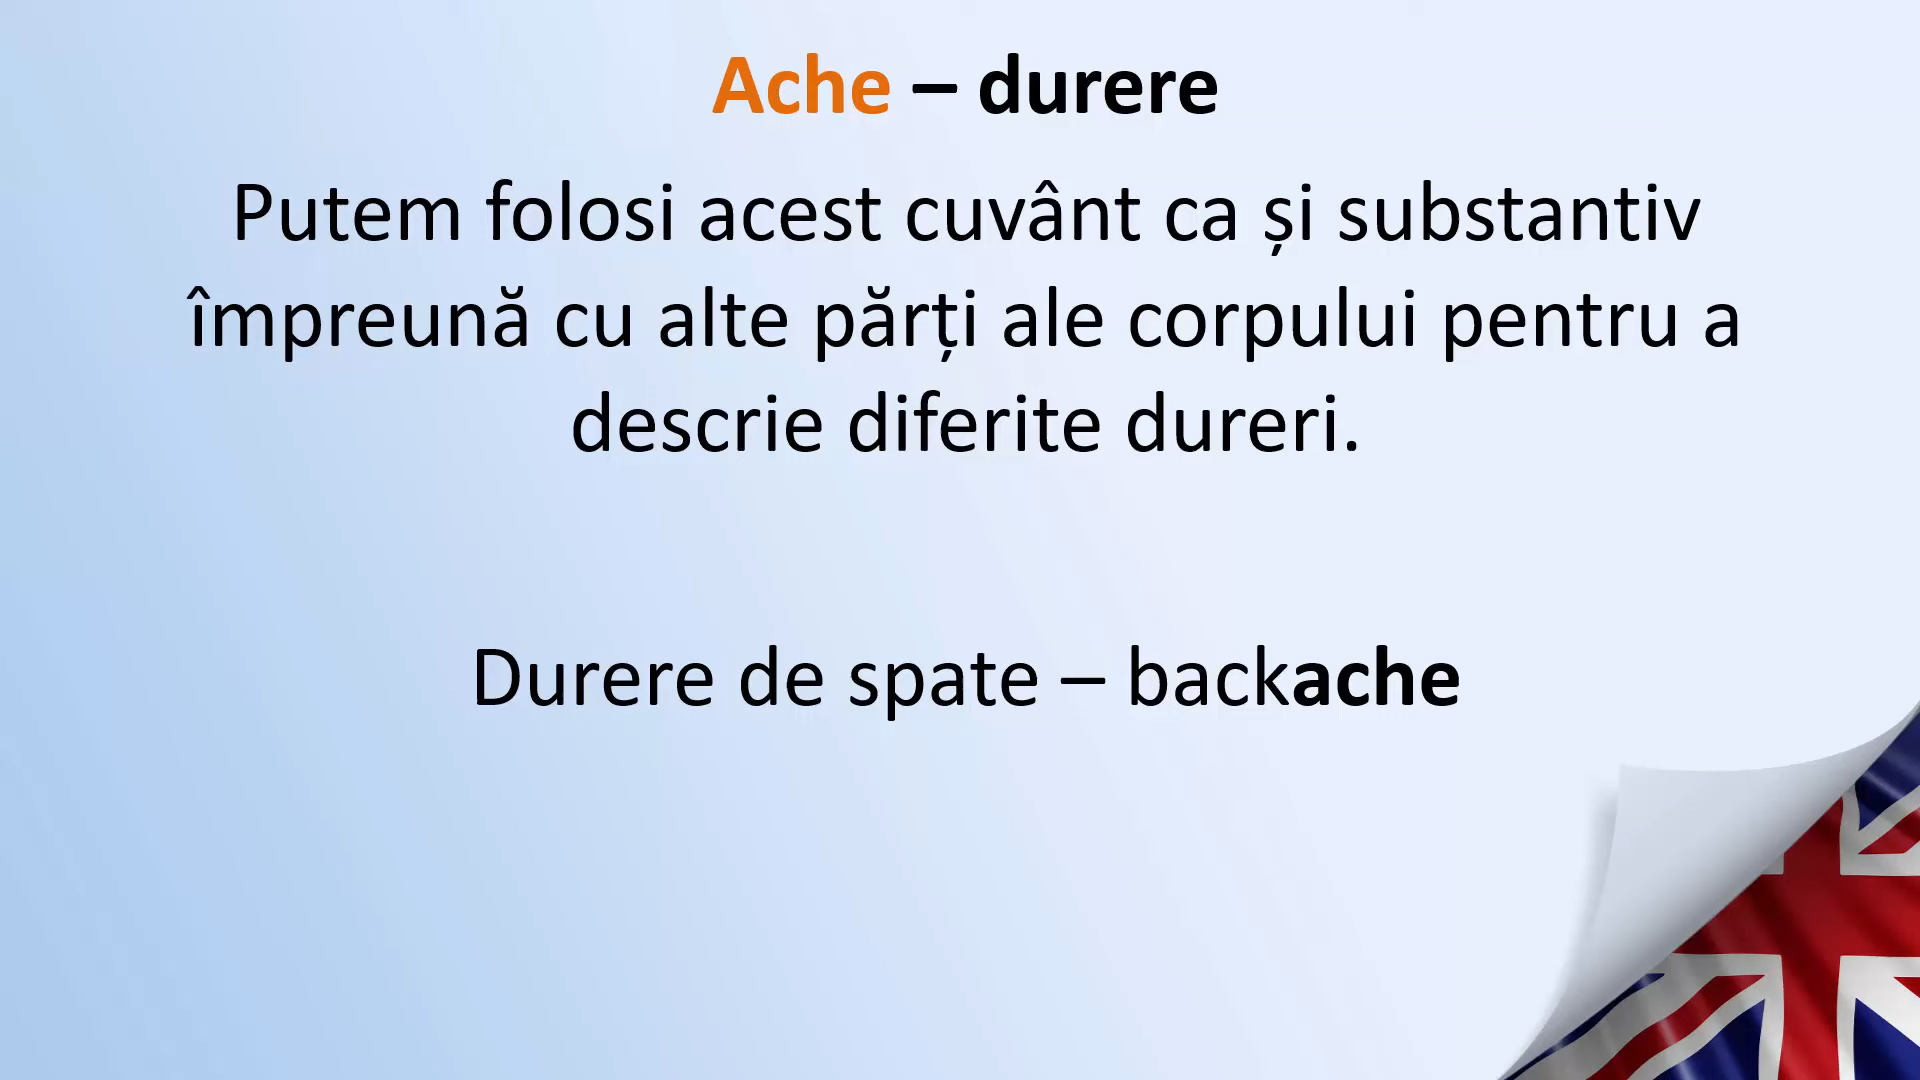 Ache – durere
Putem folosi acest cuvânt ca și substantiv
împreună cu alte părți ale corpului pentru a
descrie diferite dureri.
Durere de spate – backache